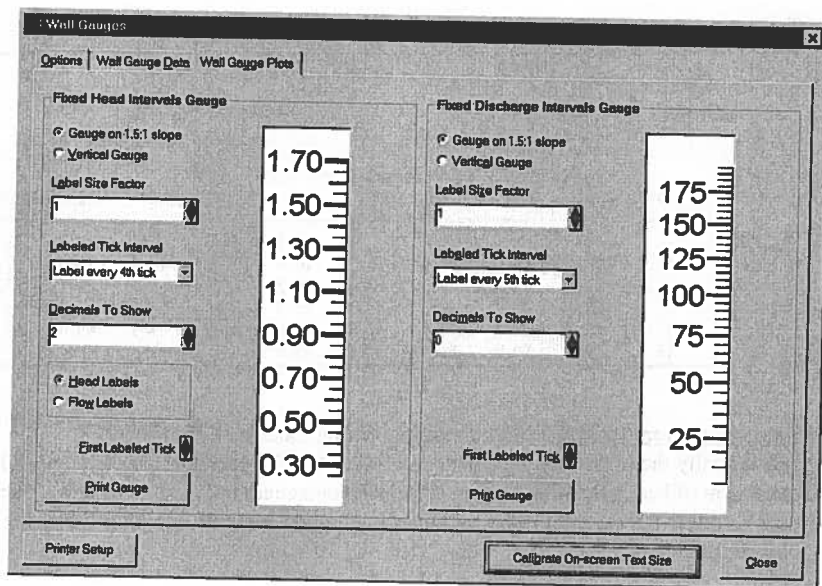 Wall Gauges
Options Wall Gauge Data Wall Gauge Plots
Fixed Head Intervals Gauge
Gauge on 1.5:1 slope
Vertical Gauge
Label Size Factor
1
Labeled Tick Interval
Label every 4th tick
Decimals To Show
2
Head Labels
Flow Labels
First Labeled Tick
Print Gauge
1.70
1.50
1.30
1.10
0.90
0.70
0.50
0.30
Fixed Discharge Intervals Gauge
Gauge on 1.5:1 slope
Vertical Gauge
Label Size Factor
1
Labeled Tick Interval
Label every 5th tick
Decimals To Show
0
First Labeled Tick
Print Gauge
175
150
125
100
75
50
25
Printer Setup
Calibrate On-screen Text Size
Close